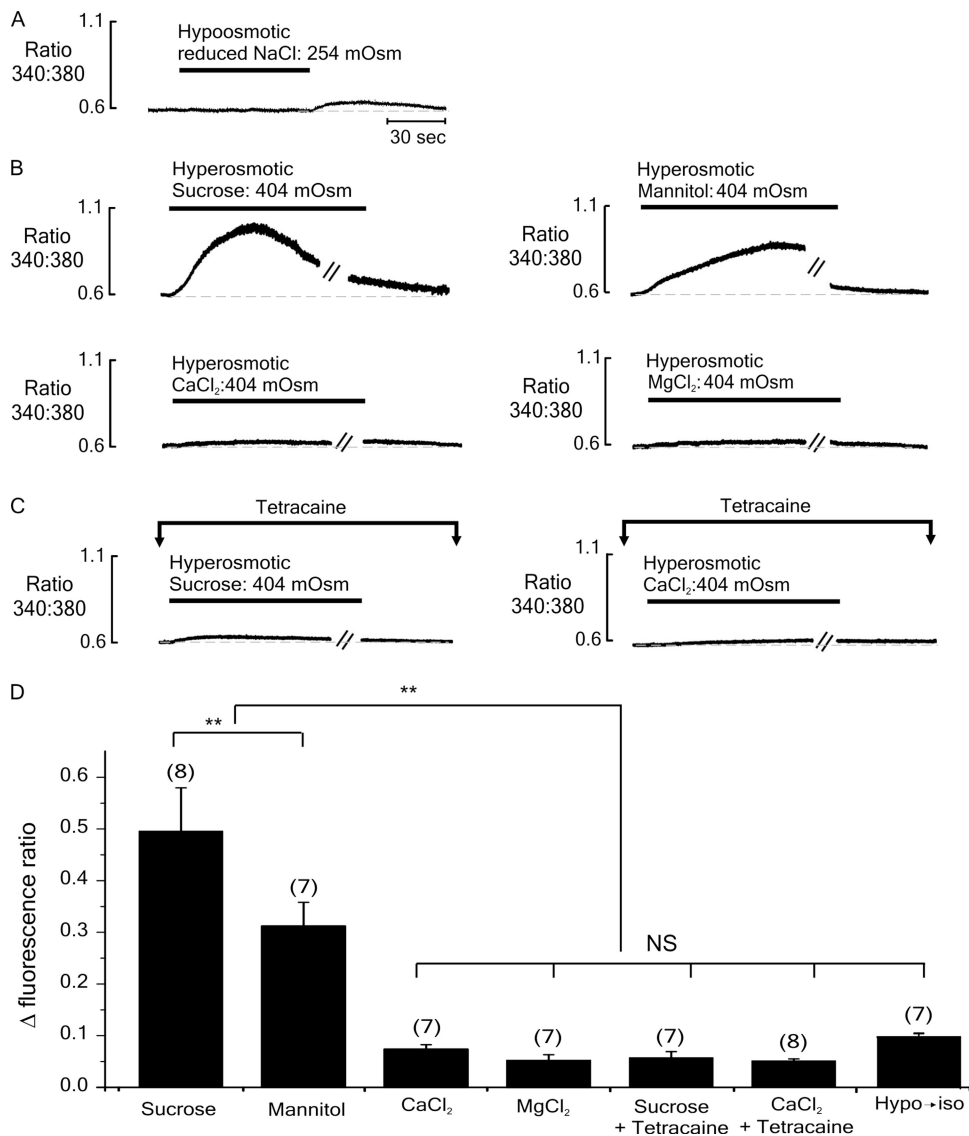 A
1.1
Ratio
340:380
0.6
Hypoosmotic
reduced NaCl: 254 mOsm
30 sec
B
Hyperosmotic
Sucrose: 404 mOsm
1.1
Ratio
340:380
0.6
Hyperosmotic
Mannitol: 404 mOsm
1.1
Ratio
340:380
0.6
Hyperosmotic
CaCl₂:404 mOsm
1.1
Ratio
340:380
0.6
Hyperosmotic
MgCl₂:404 mOsm
1.1
Ratio
340:380
0.6
C
Tetracaine
Hyperosmotic
Sucrose: 404 mOsm
1.1
Ratio
340:380
0.6
Tetracaine
Hyperosmotic
CaCl₂:404 mOsm
1.1
Ratio
340:380
0.6
D
**
**
NS
Δ fluorescence ratio
0.6
0.5
0.4
0.3
0.2
0.1
0.0
(8)
(7)
(7)
(7)
(7)
(8)
(7)
Sucrose
Mannitol
CaCl₂
MgCl₂
Sucrose
+ Tetracaine
CaCl₂
+ Tetracaine
Hypo→iso